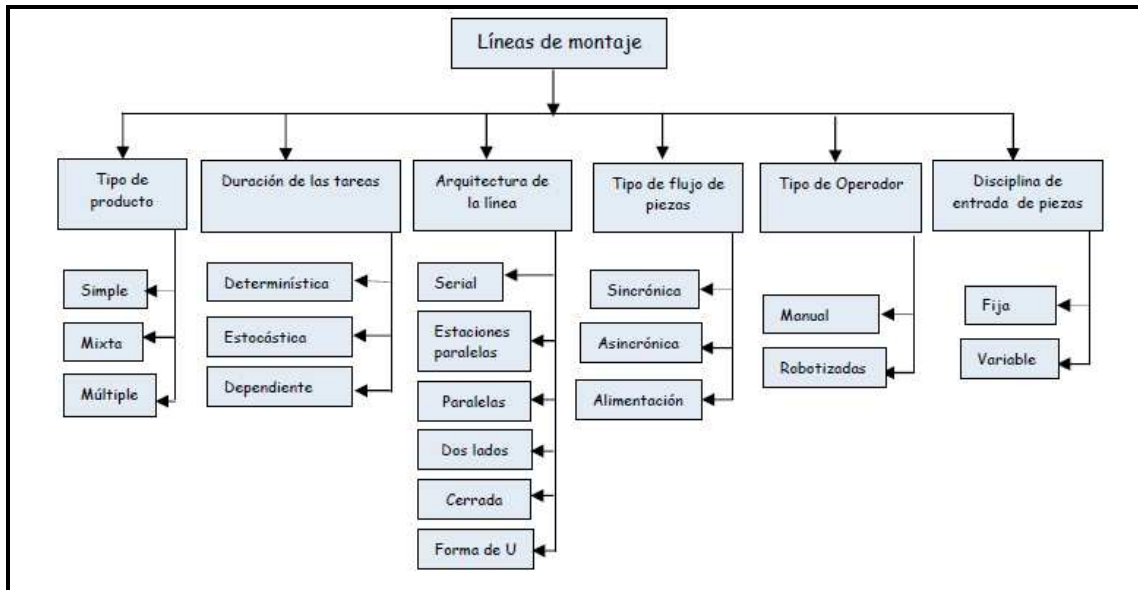 Líneas de montaje
Tipo de
producto
Duración de las tareas
Arquitectura de
la línea
Tipo de flujo de
piezas
Tipo de Operador
Disciplina de
entrada de piezas
Simple
Mixta
Múltiple
Determinística
Estocástica
Dependiente
Serial
Estaciones
paralelas
Paralelas
Dos lados
Cerrada
Forma de U
Sincrónica
Asincrónica
Alimentación
Manual
Robotizadas
Fija
Variable